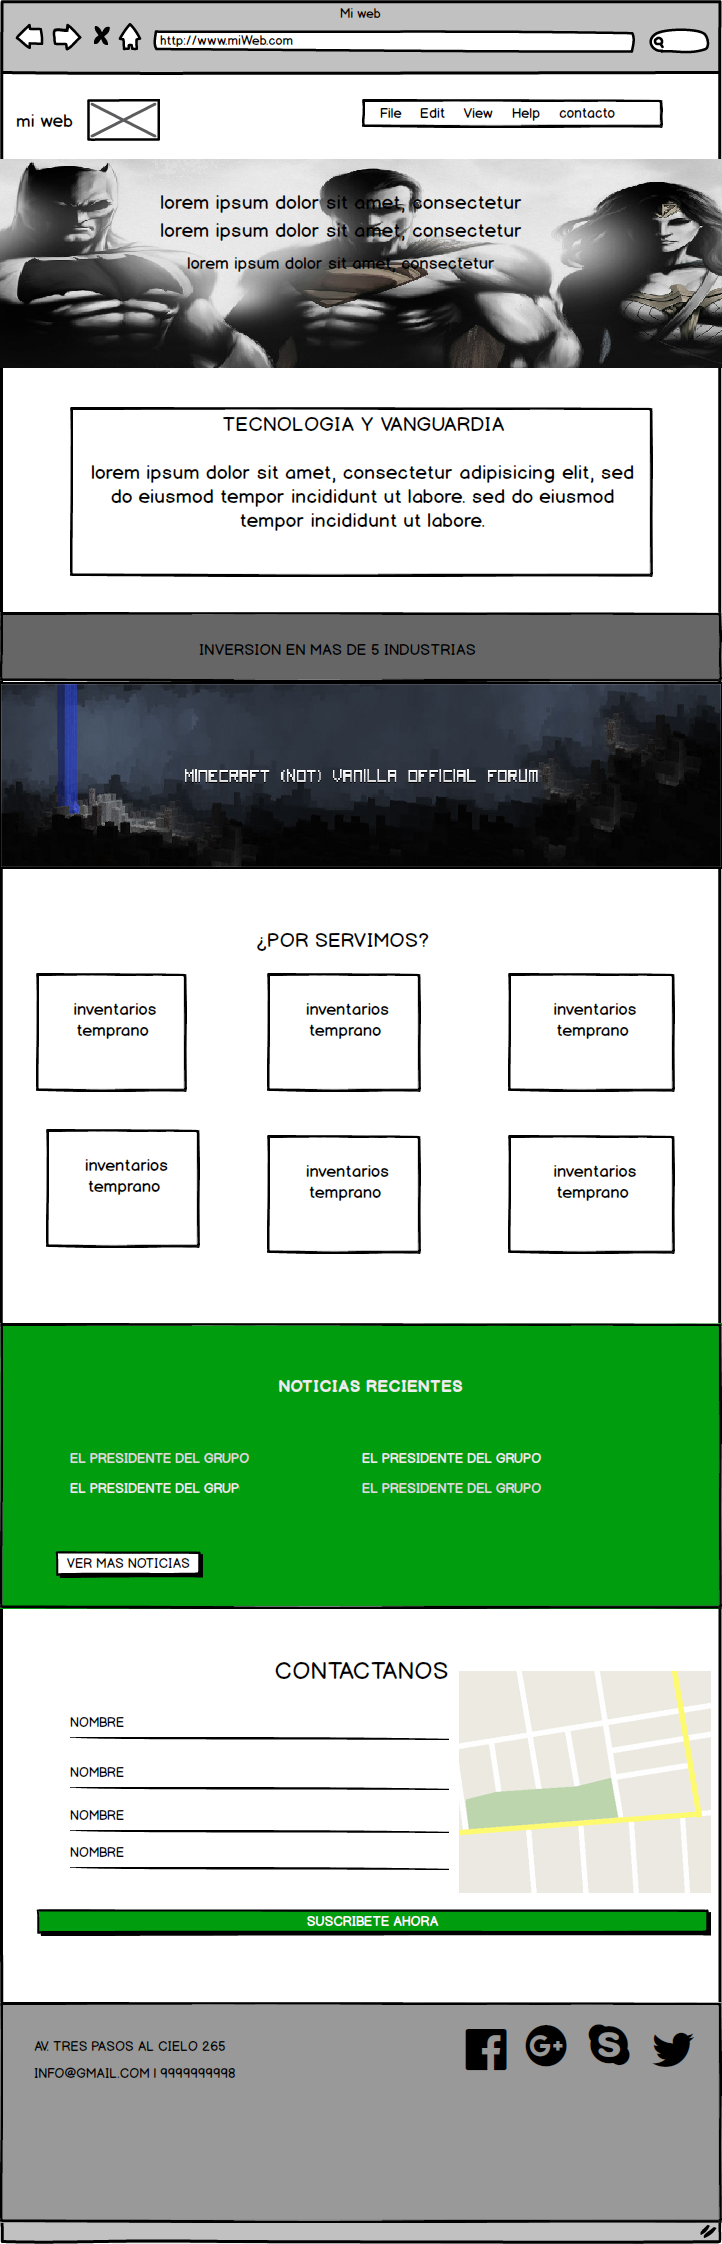 Mi web
http://www.miWeb.com
mi web
File Edit View Help contacto
lorem ipsum dolor sit amet, consectetur
lorem ipsum dolor sit amet, consectetur
lorem ipsum dolor sit amet, consectetur
TECNOLOGIA Y VANGUARDIA
lorem ipsum dolor sit amet, consectetur adipisicing elit, sed
do eiusmod tempor incididunt ut labore. sed do eiusmod
tempor incididunt ut labore.
INVERSION EN MAS DE 5 INDUSTRIAS
MINECRAFT (NOT) VANILLA OFFICIAL FORUM
¿POR SERVIMOS?
inventarios
temprano
inventarios
temprano
inventarios
temprano
inventarios
temprano
inventarios
temprano
inventarios
temprano
NOTICIAS RECIENTES
EL PRESIDENTE DEL GRUPO
EL PRESIDENTE DEL GRUPO
EL PRESIDENTE DEL GRUP
EL PRESIDENTE DEL GRUPO
VER MAS NOTICIAS
CONTACTANOS
NOMBRE
NOMBRE
NOMBRE
NOMBRE
SUSCRIBETE AHORA
AV. TRES PASOS AL CIELO 265
INFO@GMAIL.COM | 9999999998